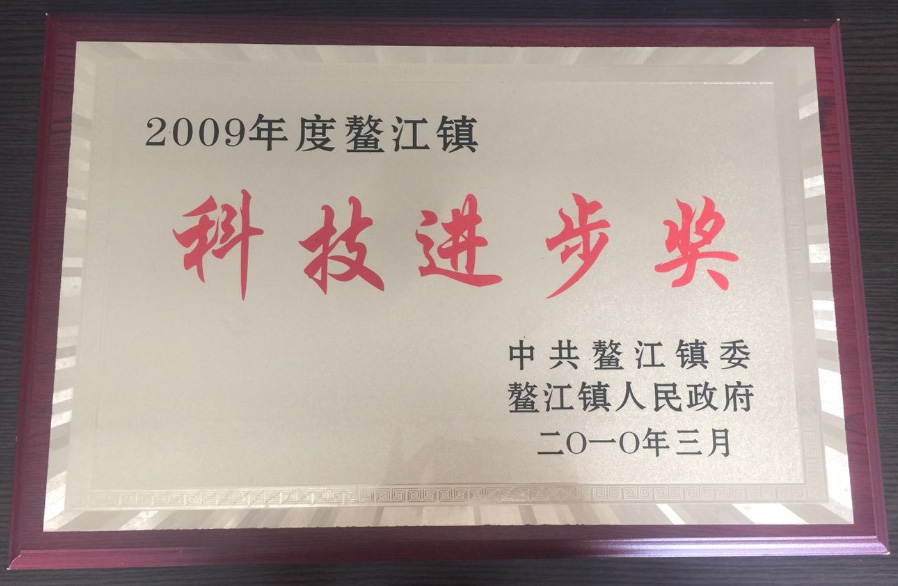 2009年度鳌江镇
科技进步奖
中共鳌江镇委
鳌江镇人民政府
二〇一〇年三月